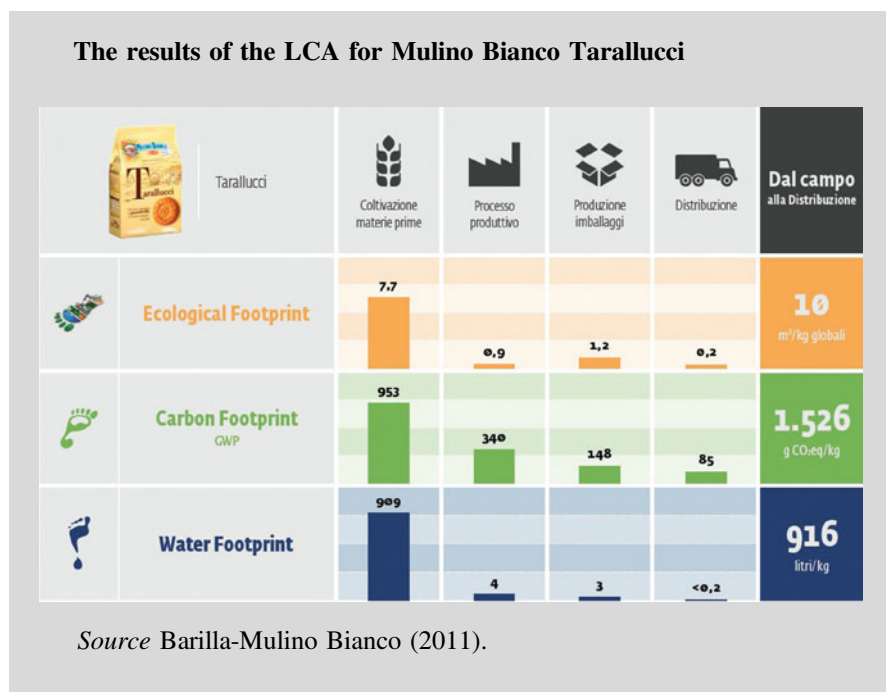 The results of the LCA for Mulino Bianco Tarallucci
Tarallucci
Tarallucci
Coltivazione
materie prime
Processo
produttivo
Produzione
imballaggi
Distribuzione
Dal campo
alla Distribuzione
Ecological Footprint
7,7
0,9
1,2
0,2
10
m²/kg globali
Carbon Footprint
GWP
953
340
148
85
1.526
g CO₂eq/kg
Water Footprint
909
4
3
<0,2
916
litri/kg
Source Barilla-Mulino Bianco (2011).